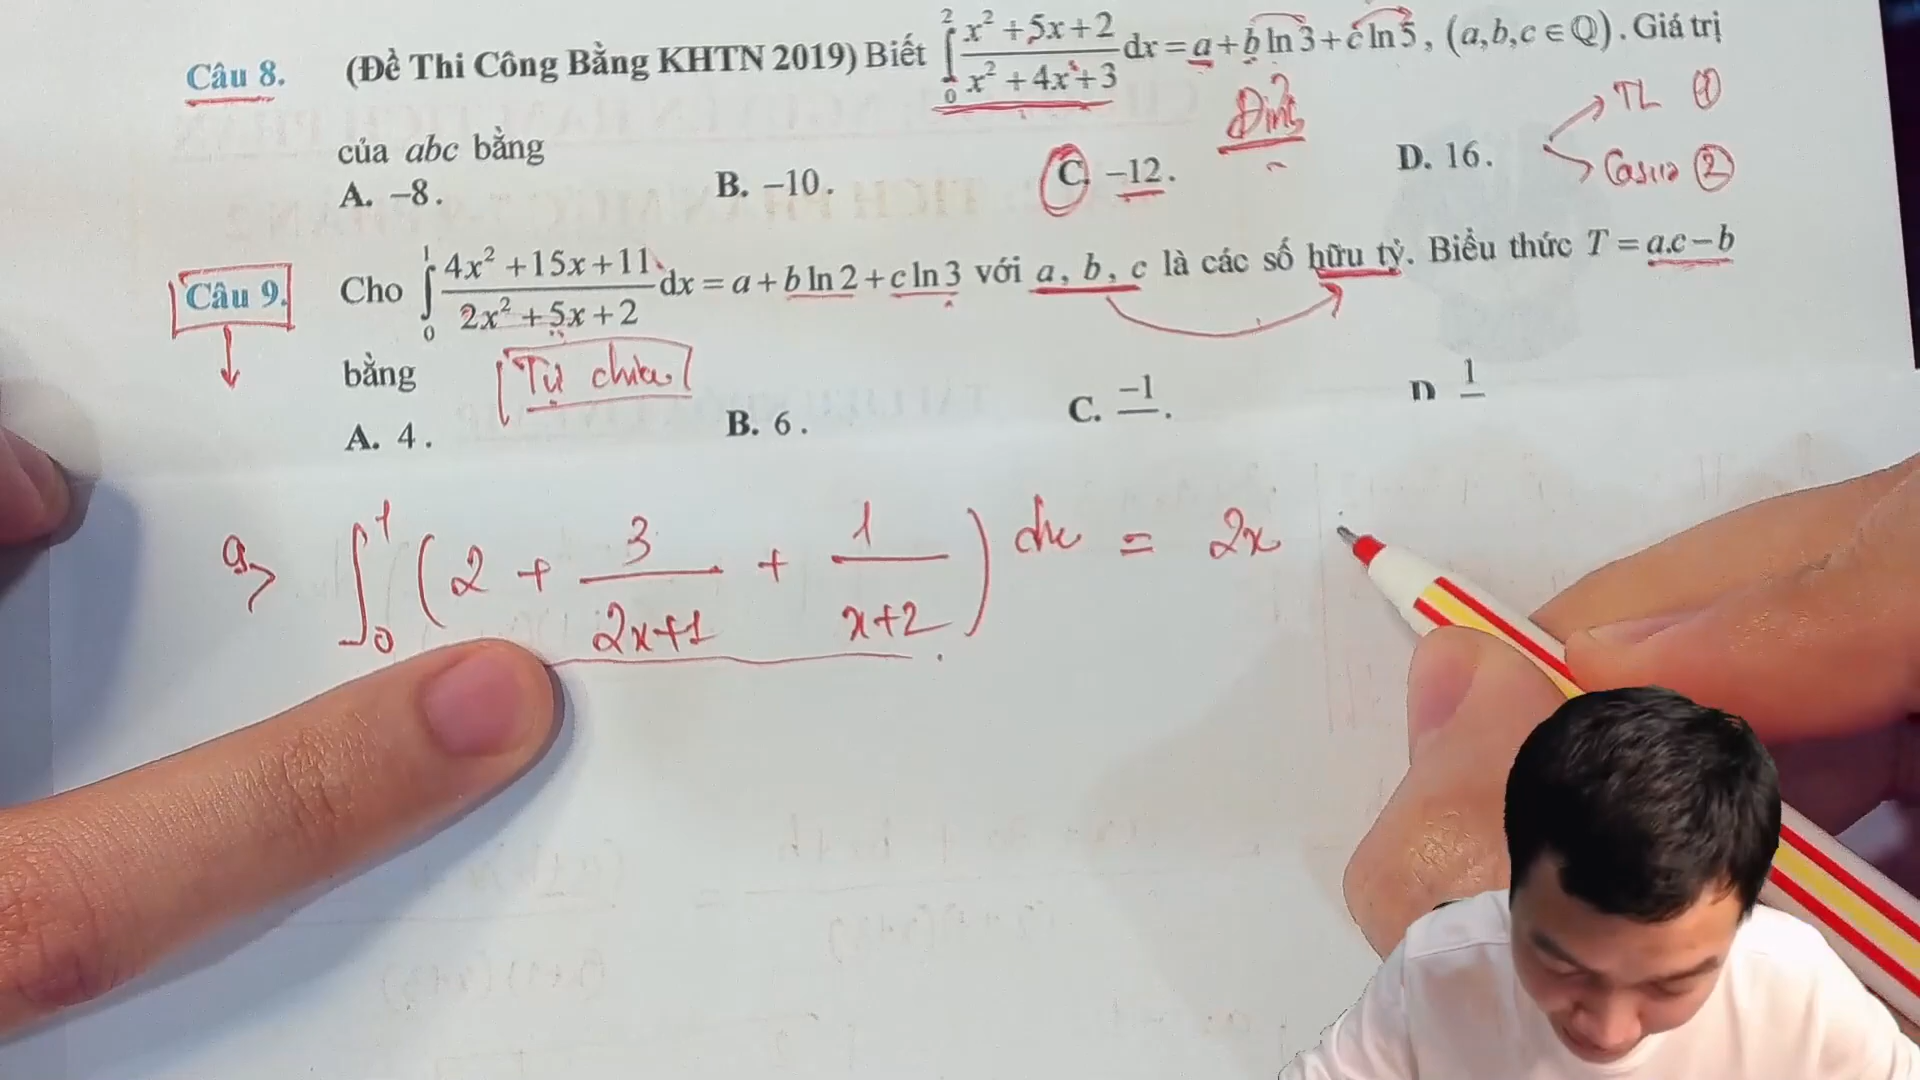 Câu 8. (Đề Thi Công Bằng KHTN 2019) Biết ∫₀² (x² + 5x + 2)/(x² + 4x + 3) dx = a + b ln 3 + c ln 5, (a, b, c ∈ ℚ). Giá trị
của abc bằng
Đúng?
TL ①
Casio ②
A. −8. B. −10. C. −12. D. 16.
Câu 9. Cho ∫₀¹ (4x² + 15x + 11)/(2x² + 5x + 2) dx = a + b ln 2 + c ln 3 với a, b, c là các số hữu tỷ. Biểu thức T = a.c − b
bằng
Tự chia
A. 4. B. 6. C. −1 . D 1
9> ∫₀¹ (2 + 3/(2x+1) + 1/(x+2)) dx = 2x